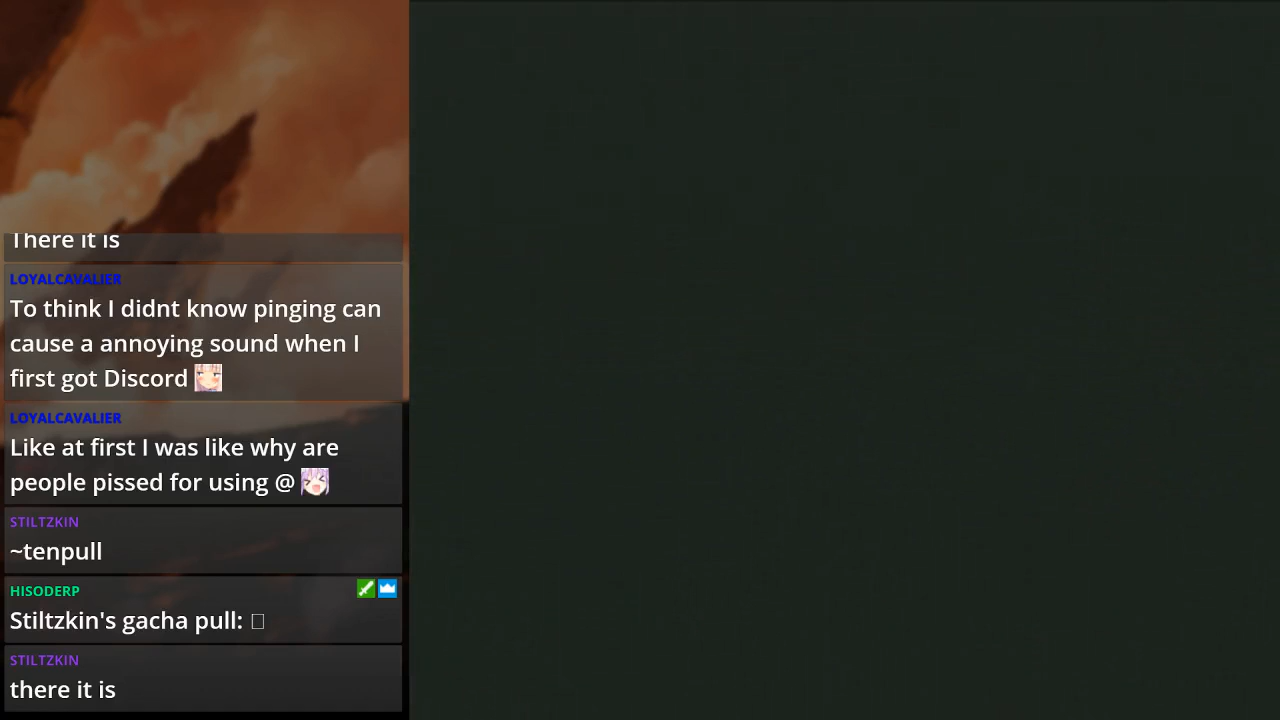 There it is
LOYALCAVALIER
To think I didnt know pinging can
cause a annoying sound when I
first got Discord
LOYALCAVALIER
Like at first I was like why are
people pissed for using @
STILTZKIN
~tenpull
HISODERP
Stiltzkin's gacha pull: 
STILTZKIN
there it is